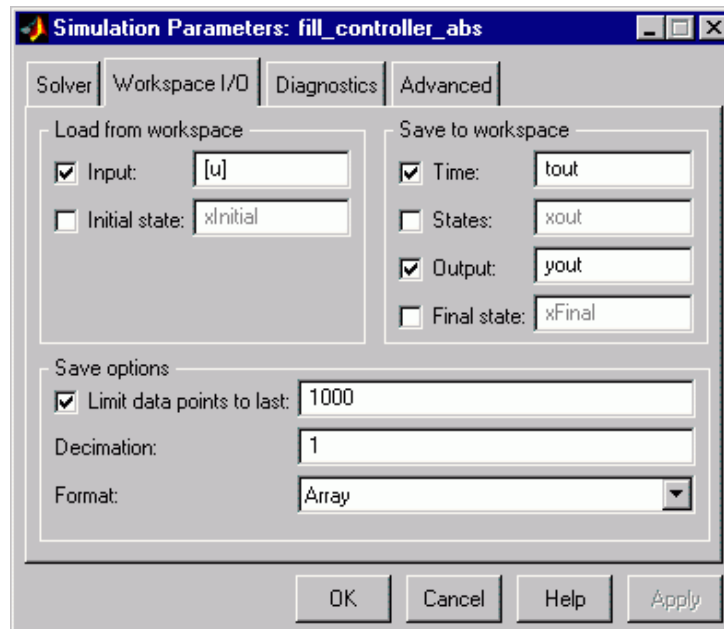 Simulation Parameters: fill_controller_abs
Solver Workspace I/O Diagnostics Advanced
Load from workspace
Input: [u]
Initial state: xInitial
Save to workspace
Time: tout
States: xout
Output: yout
Final state: xFinal
Save options
Limit data points to last: 1000
Decimation: 1
Format: Array
OK Cancel Help Apply